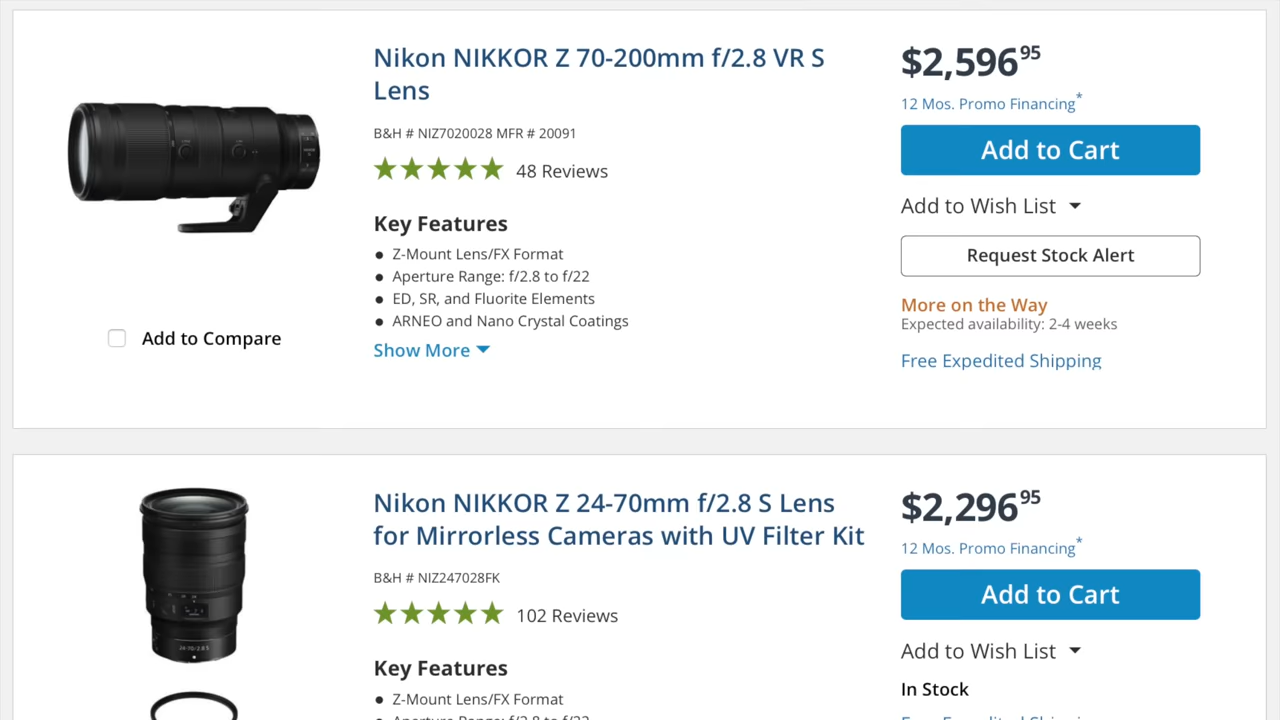 Nikon NIKKOR Z 70-200mm f/2.8 VR S
Lens
B&H # NIZ7020028 MFR # 20091
48 Reviews
Key Features
Z-Mount Lens/FX Format
Aperture Range: f/2.8 to f/22
ED, SR, and Fluorite Elements
ARNEO and Nano Crystal Coatings
Show More
Add to Compare
$2,596 95
12 Mos. Promo Financing*
Add to Cart
Add to Wish List
Request Stock Alert
More on the Way
Expected availability: 2-4 weeks
Free Expedited Shipping
Nikon NIKKOR Z 24-70mm f/2.8 S Lens
for Mirrorless Cameras with UV Filter Kit
B&H # NIZ247028FK
102 Reviews
Key Features
Z-Mount Lens/FX Format
$2,296 95
12 Mos. Promo Financing*
Add to Cart
Add to Wish List
In Stock